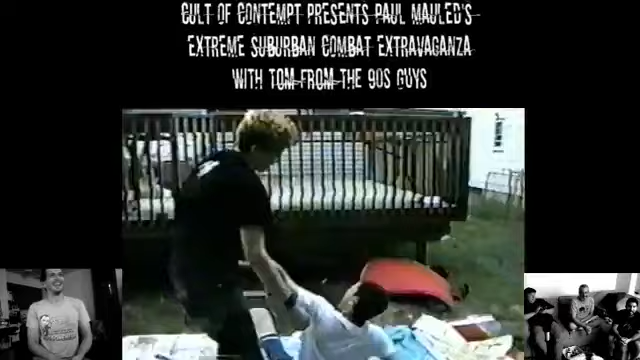 CULT OF CONTEMPT PRESENTS PAUL MAULED'S
EXTREME SUBURBAN COMBAT EXTRAVAGANZA
WITH TOM FROM THE 90S GUYS